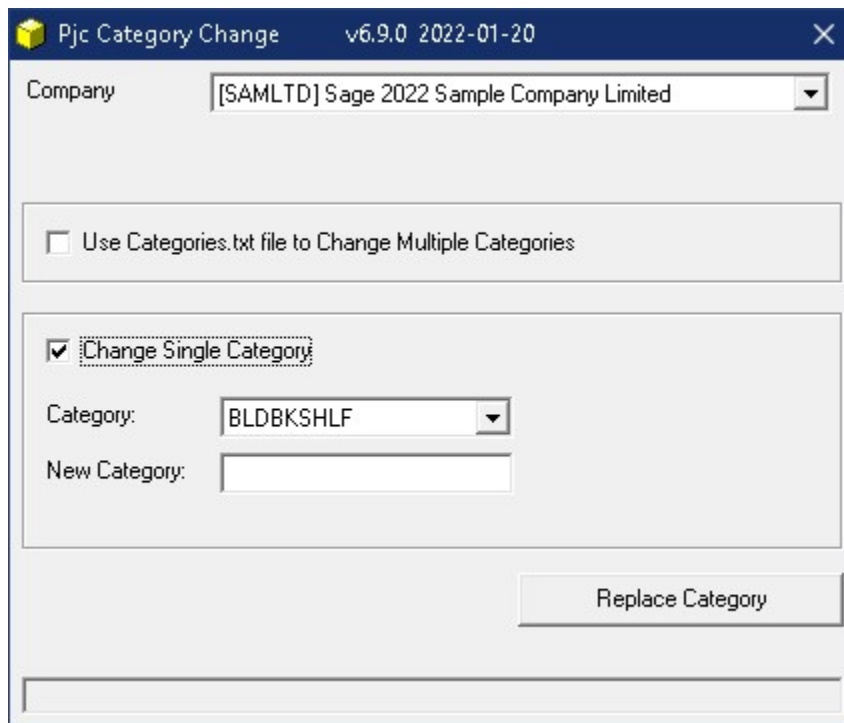 Pjc Category Change v6.9.0 2022-01-20
Company [SAMLTD] Sage 2022 Sample Company Limited
Use Categories.txt file to Change Multiple Categories
Change Single Category
Category: BLDBKSHLF
New Category:
Replace Category